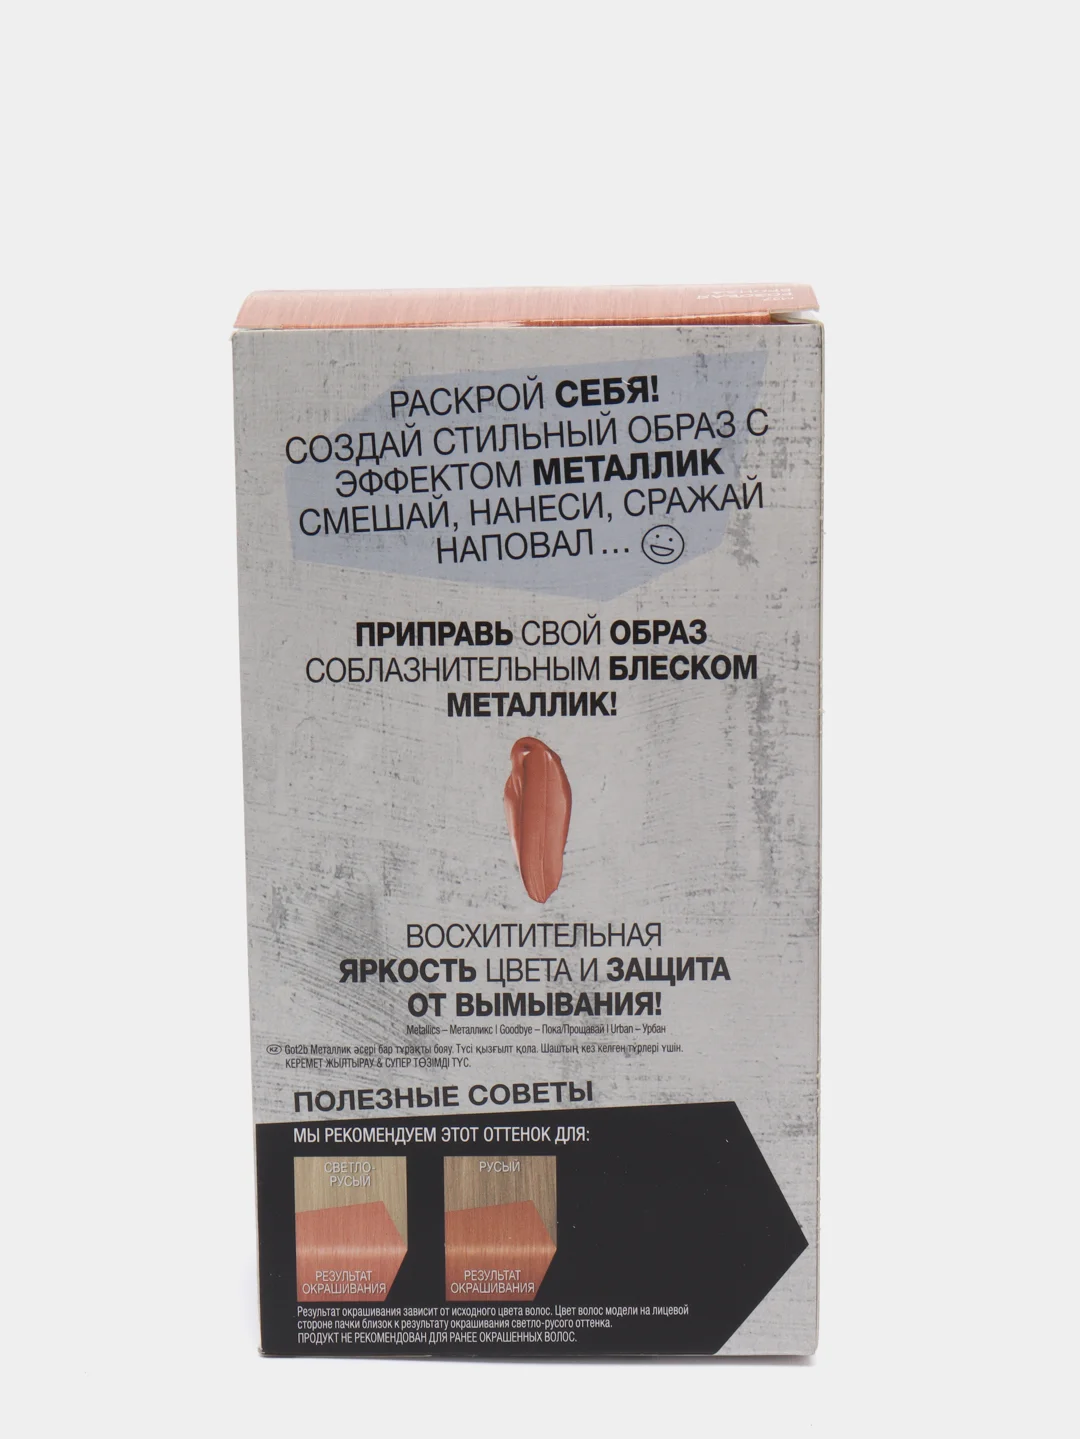 РАСКРОЙ СЕБЯ!
СОЗДАЙ СТИЛЬНЫЙ ОБРАЗ С
ЭФФЕКТОМ МЕТАЛЛИК
СМЕШАЙ, НАНЕСИ, СРАЖАЙ
НАПОВАЛ...
ПРИПРАВЬ СВОЙ ОБРАЗ
СОБЛАЗНИТЕЛЬНЫМ БЛЕСКОМ
МЕТАЛЛИК!
ВОСХИТИТЕЛЬНАЯ
ЯРКОСТЬ ЦВЕТА И ЗАЩИТА
ОТ ВЫМЫВАНИЯ!
Metallics – Металликс | Goodbye – Пока/Прощавай | Urban – Урбан
KZ Got2b Металлик әсері бар тұрақты бояу. Түсі қызғылт қола. Шаштың кез келген түрлері үшін.
КЕРЕМЕТ ЖЫЛТЫРАУ & СУПЕР ТӨЗІМДІ ТҮС.
ПОЛЕЗНЫЕ СОВЕТЫ
МЫ РЕКОМЕНДУЕМ ЭТОТ ОТТЕНОК ДЛЯ:
СВЕТЛО-
РУСЫЙ
РЕЗУЛЬТАТ
ОКРАШИВАНИЯ
РУСЫЙ
РЕЗУЛЬТАТ
ОКРАШИВАНИЯ
Результат окрашивания зависит от исходного цвета волос. Цвет волос модели на лицевой
стороне пачки близок к результату окрашивания светло-русого оттенка.
ПРОДУКТ НЕ РЕКОМЕНДОВАН ДЛЯ РАНЕЕ ОКРАШЕННЫХ ВОЛОС.